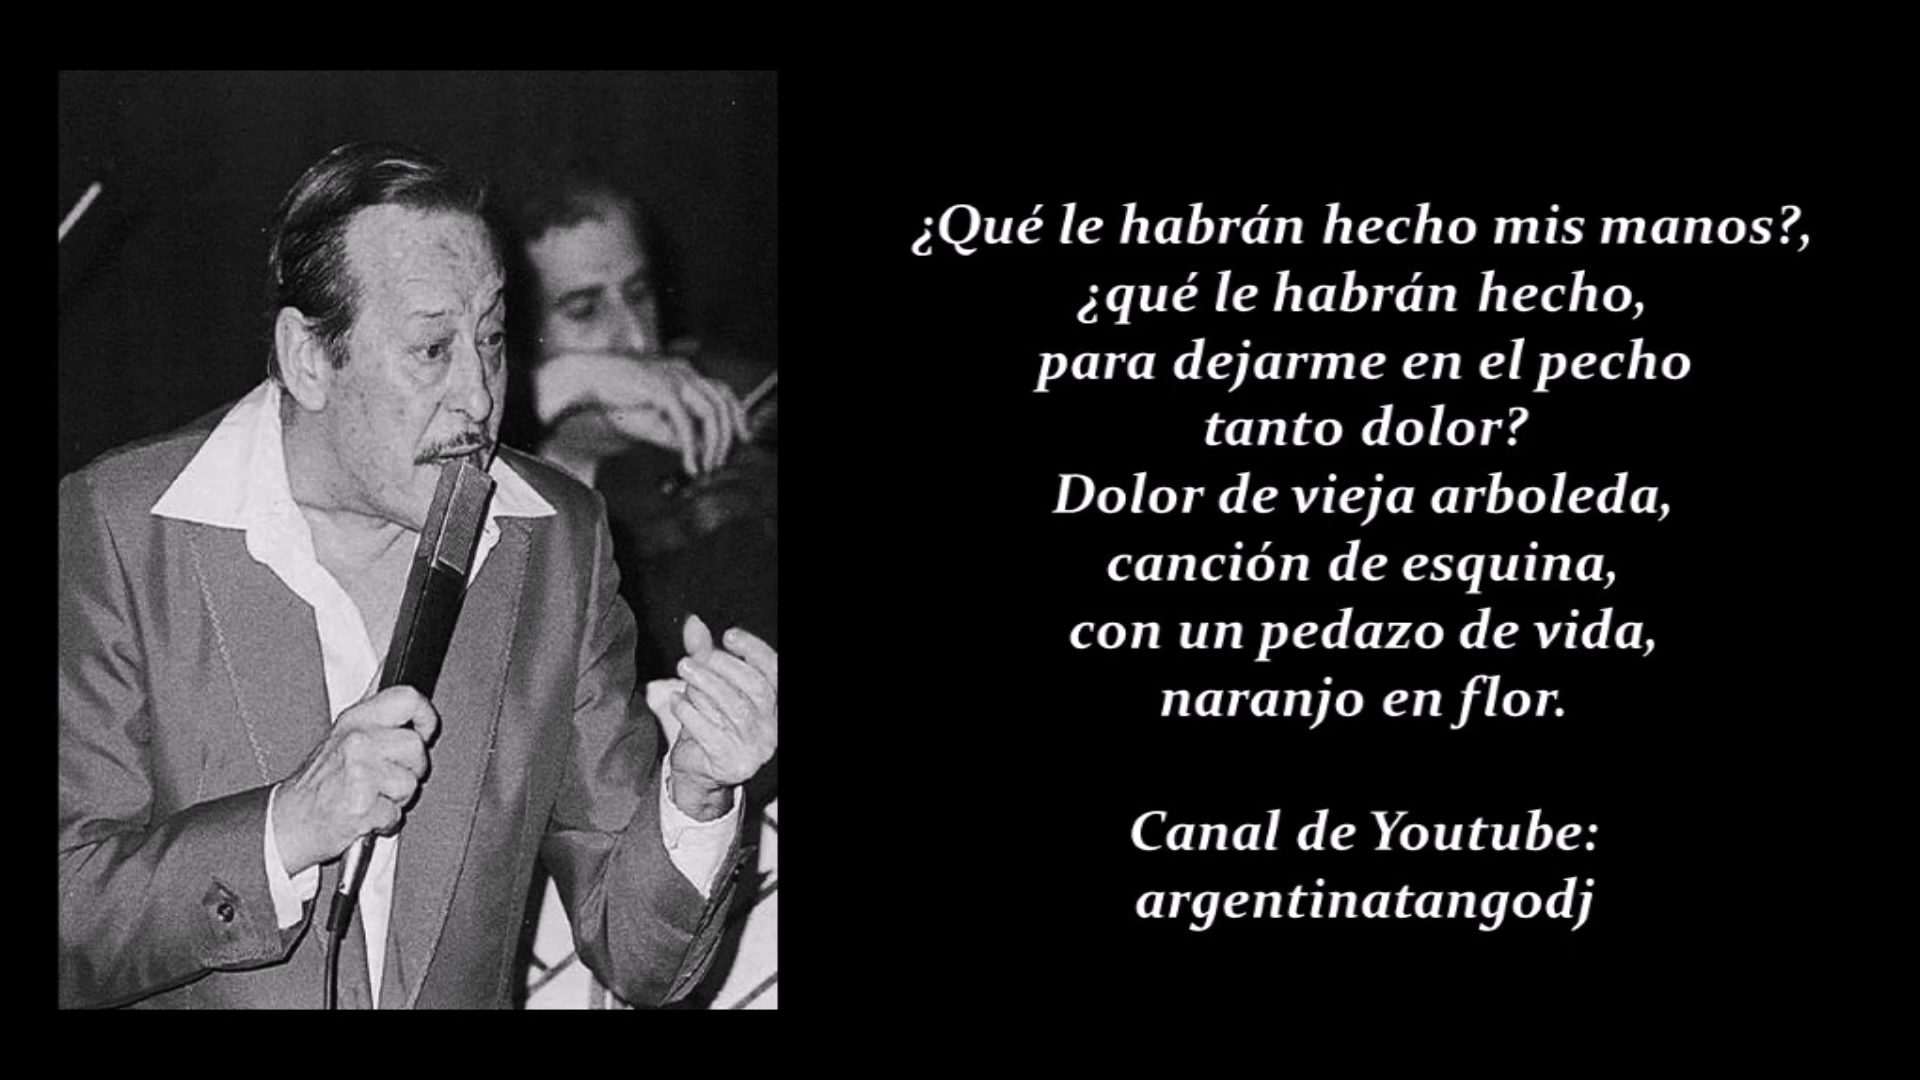 ¿Qué le habrán hecho mis manos?,
¿qué le habrán hecho,
para dejarme en el pecho
tanto dolor?
Dolor de vieja arboleda,
canción de esquina,
con un pedazo de vida,
naranjo en flor.
Canal de Youtube:
argentinatangodj